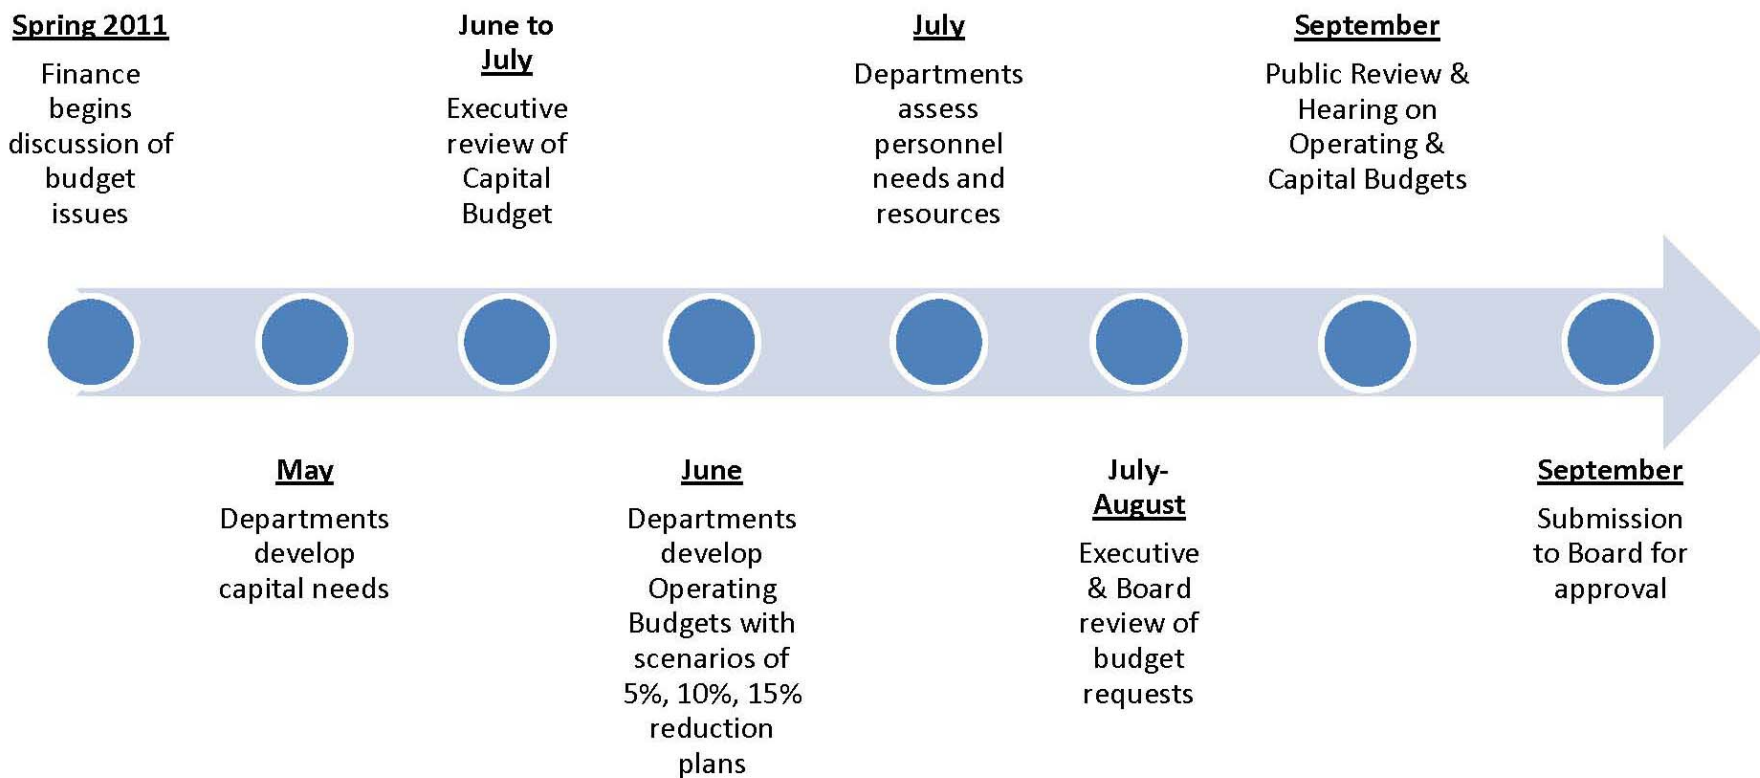 Spring 2011
Finance
begins
discussion of
budget
issues
June to
July
Executive
review of
Capital
Budget
July
Departments
assess
personnel
needs and
resources
September
Public Review &
Hearing on
Operating &
Capital Budgets
May
Departments
develop
capital needs
June
Departments
develop
Operating
Budgets with
scenarios of
5%, 10%, 15%
reduction
plans
July-
August
Executive
& Board
review of
budget
requests
September
Submission
to Board for
approval